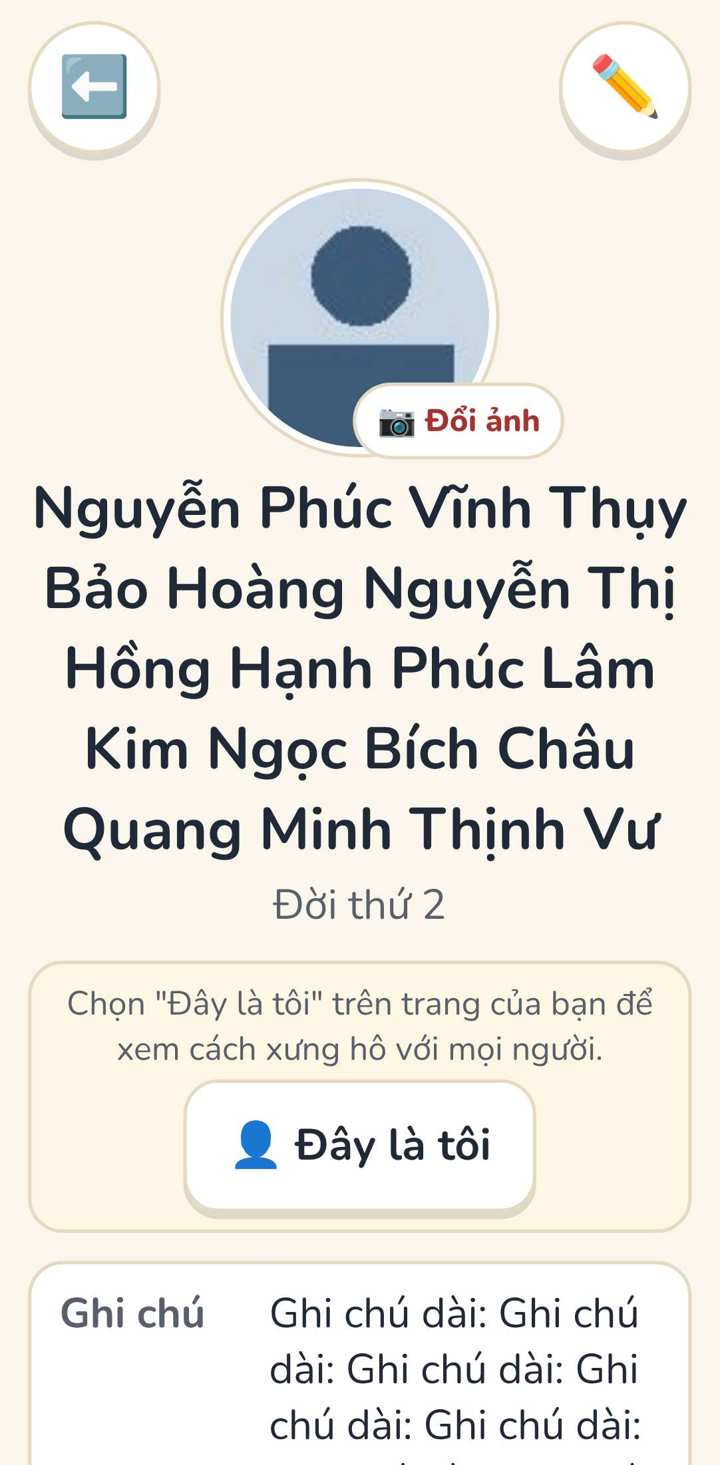 Đổi ảnh
Nguyễn Phúc Vĩnh Thụy
Bảo Hoàng Nguyễn Thị
Hồng Hạnh Phúc Lâm
Kim Ngọc Bích Châu
Quang Minh Thịnh Vư
Đời thứ 2
Chọn "Đây là tôi" trên trang của bạn để
xem cách xưng hô với mọi người.
Đây là tôi
Ghi chú
Ghi chú dài: Ghi chú
dài: Ghi chú dài: Ghi
chú dài: Ghi chú dài: